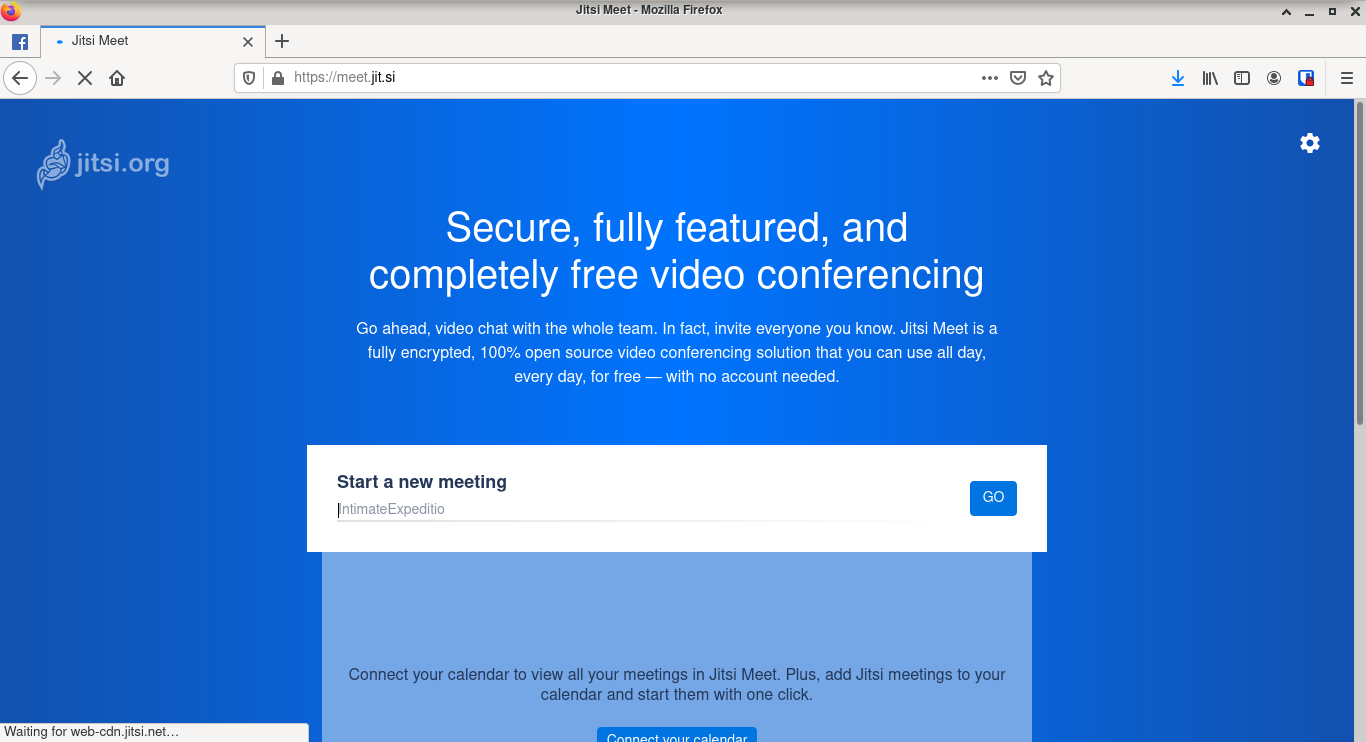 Jitsi Meet - Mozilla Firefox
Jitsi Meet
https://meet.jit.si
jitsi.org
Secure, fully featured, and
completely free video conferencing
Go ahead, video chat with the whole team. In fact, invite everyone you know. Jitsi Meet is a
fully encrypted, 100% open source video conferencing solution that you can use all day,
every day, for free — with no account needed.
Start a new meeting
IntimateExpeditio
GO
Connect your calendar to view all your meetings in Jitsi Meet. Plus, add Jitsi meetings to your
calendar and start them with one click.
Connect your calendar
Waiting for web-cdn.jitsi.net…